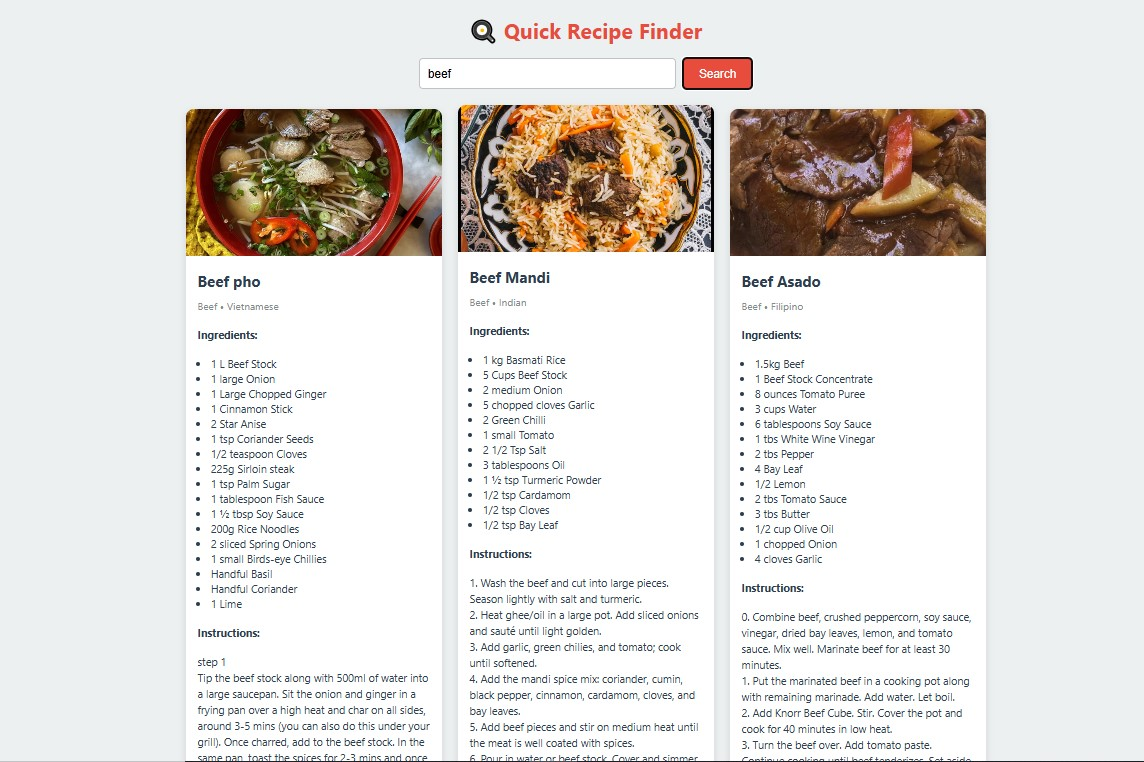 Quick Recipe Finder
beef
Search
Beef pho
Beef • Vietnamese
Ingredients:
• 1 L Beef Stock
• 1 large Onion
• 1 Large Chopped Ginger
• 1 Cinnamon Stick
• 2 Star Anise
• 1 tsp Coriander Seeds
• 1/2 teaspoon Cloves
• 225g Sirloin steak
• 1 tsp Palm Sugar
• 1 tablespoon Fish Sauce
• 1 ½ tbsp Soy Sauce
• 200g Rice Noodles
• 2 sliced Spring Onions
• 1 small Birds-eye Chillies
• Handful Basil
• Handful Coriander
• 1 Lime
Instructions:
step 1
Tip the beef stock along with 500ml of water into
a large saucepan. Sit the onion and ginger in a
frying pan over a high heat and char on all sides,
around 3-5 mins (you can also do this under your
grill). Once charred, add to the beef stock. In the
same pan, toast the spices for 2-3 mins and once
Beef Mandi
Beef • Indian
Ingredients:
• 1 kg Basmati Rice
• 5 Cups Beef Stock
• 2 medium Onion
• 5 chopped cloves Garlic
• 2 Green Chilli
• 1 small Tomato
• 2 1/2 Tsp Salt
• 3 tablespoons Oil
• 1 ½ tsp Turmeric Powder
• 1/2 tsp Cardamom
• 1/2 tsp Cloves
• 1/2 tsp Bay Leaf
Instructions:
1. Wash the beef and cut into large pieces.
Season lightly with salt and turmeric.
2. Heat ghee/oil in a large pot. Add sliced onions
and sauté until light golden.
3. Add garlic, green chilies, and tomato; cook
until softened.
4. Add the mandi spice mix: coriander, cumin,
black pepper, cinnamon, cardamom, cloves, and
bay leaves.
5. Add beef pieces and stir on medium heat until
the meat is well coated with spices.
6. Pour in water or beef stock. Cover and simmer
Beef Asado
Beef • Filipino
Ingredients:
• 1.5kg Beef
• 1 Beef Stock Concentrate
• 8 ounces Tomato Puree
• 3 cups Water
• 6 tablespoons Soy Sauce
• 1 tbs White Wine Vinegar
• 2 tbs Pepper
• 4 Bay Leaf
• 1/2 Lemon
• 2 tbs Tomato Sauce
• 3 tbs Butter
• 1/2 cup Olive Oil
• 1 chopped Onion
• 4 cloves Garlic
Instructions:
0. Combine beef, crushed peppercorn, soy sauce,
vinegar, dried bay leaves, lemon, and tomato
sauce. Mix well. Marinate beef for at least 30
minutes.
1. Put the marinated beef in a cooking pot along
with remaining marinade. Add water. Let boil.
2. Add Knorr Beef Cube. Stir. Cover the pot and
cook for 40 minutes in low heat.
3. Turn the beef over. Add tomato paste.
Continue cooking until beef tenderizes. Set aside